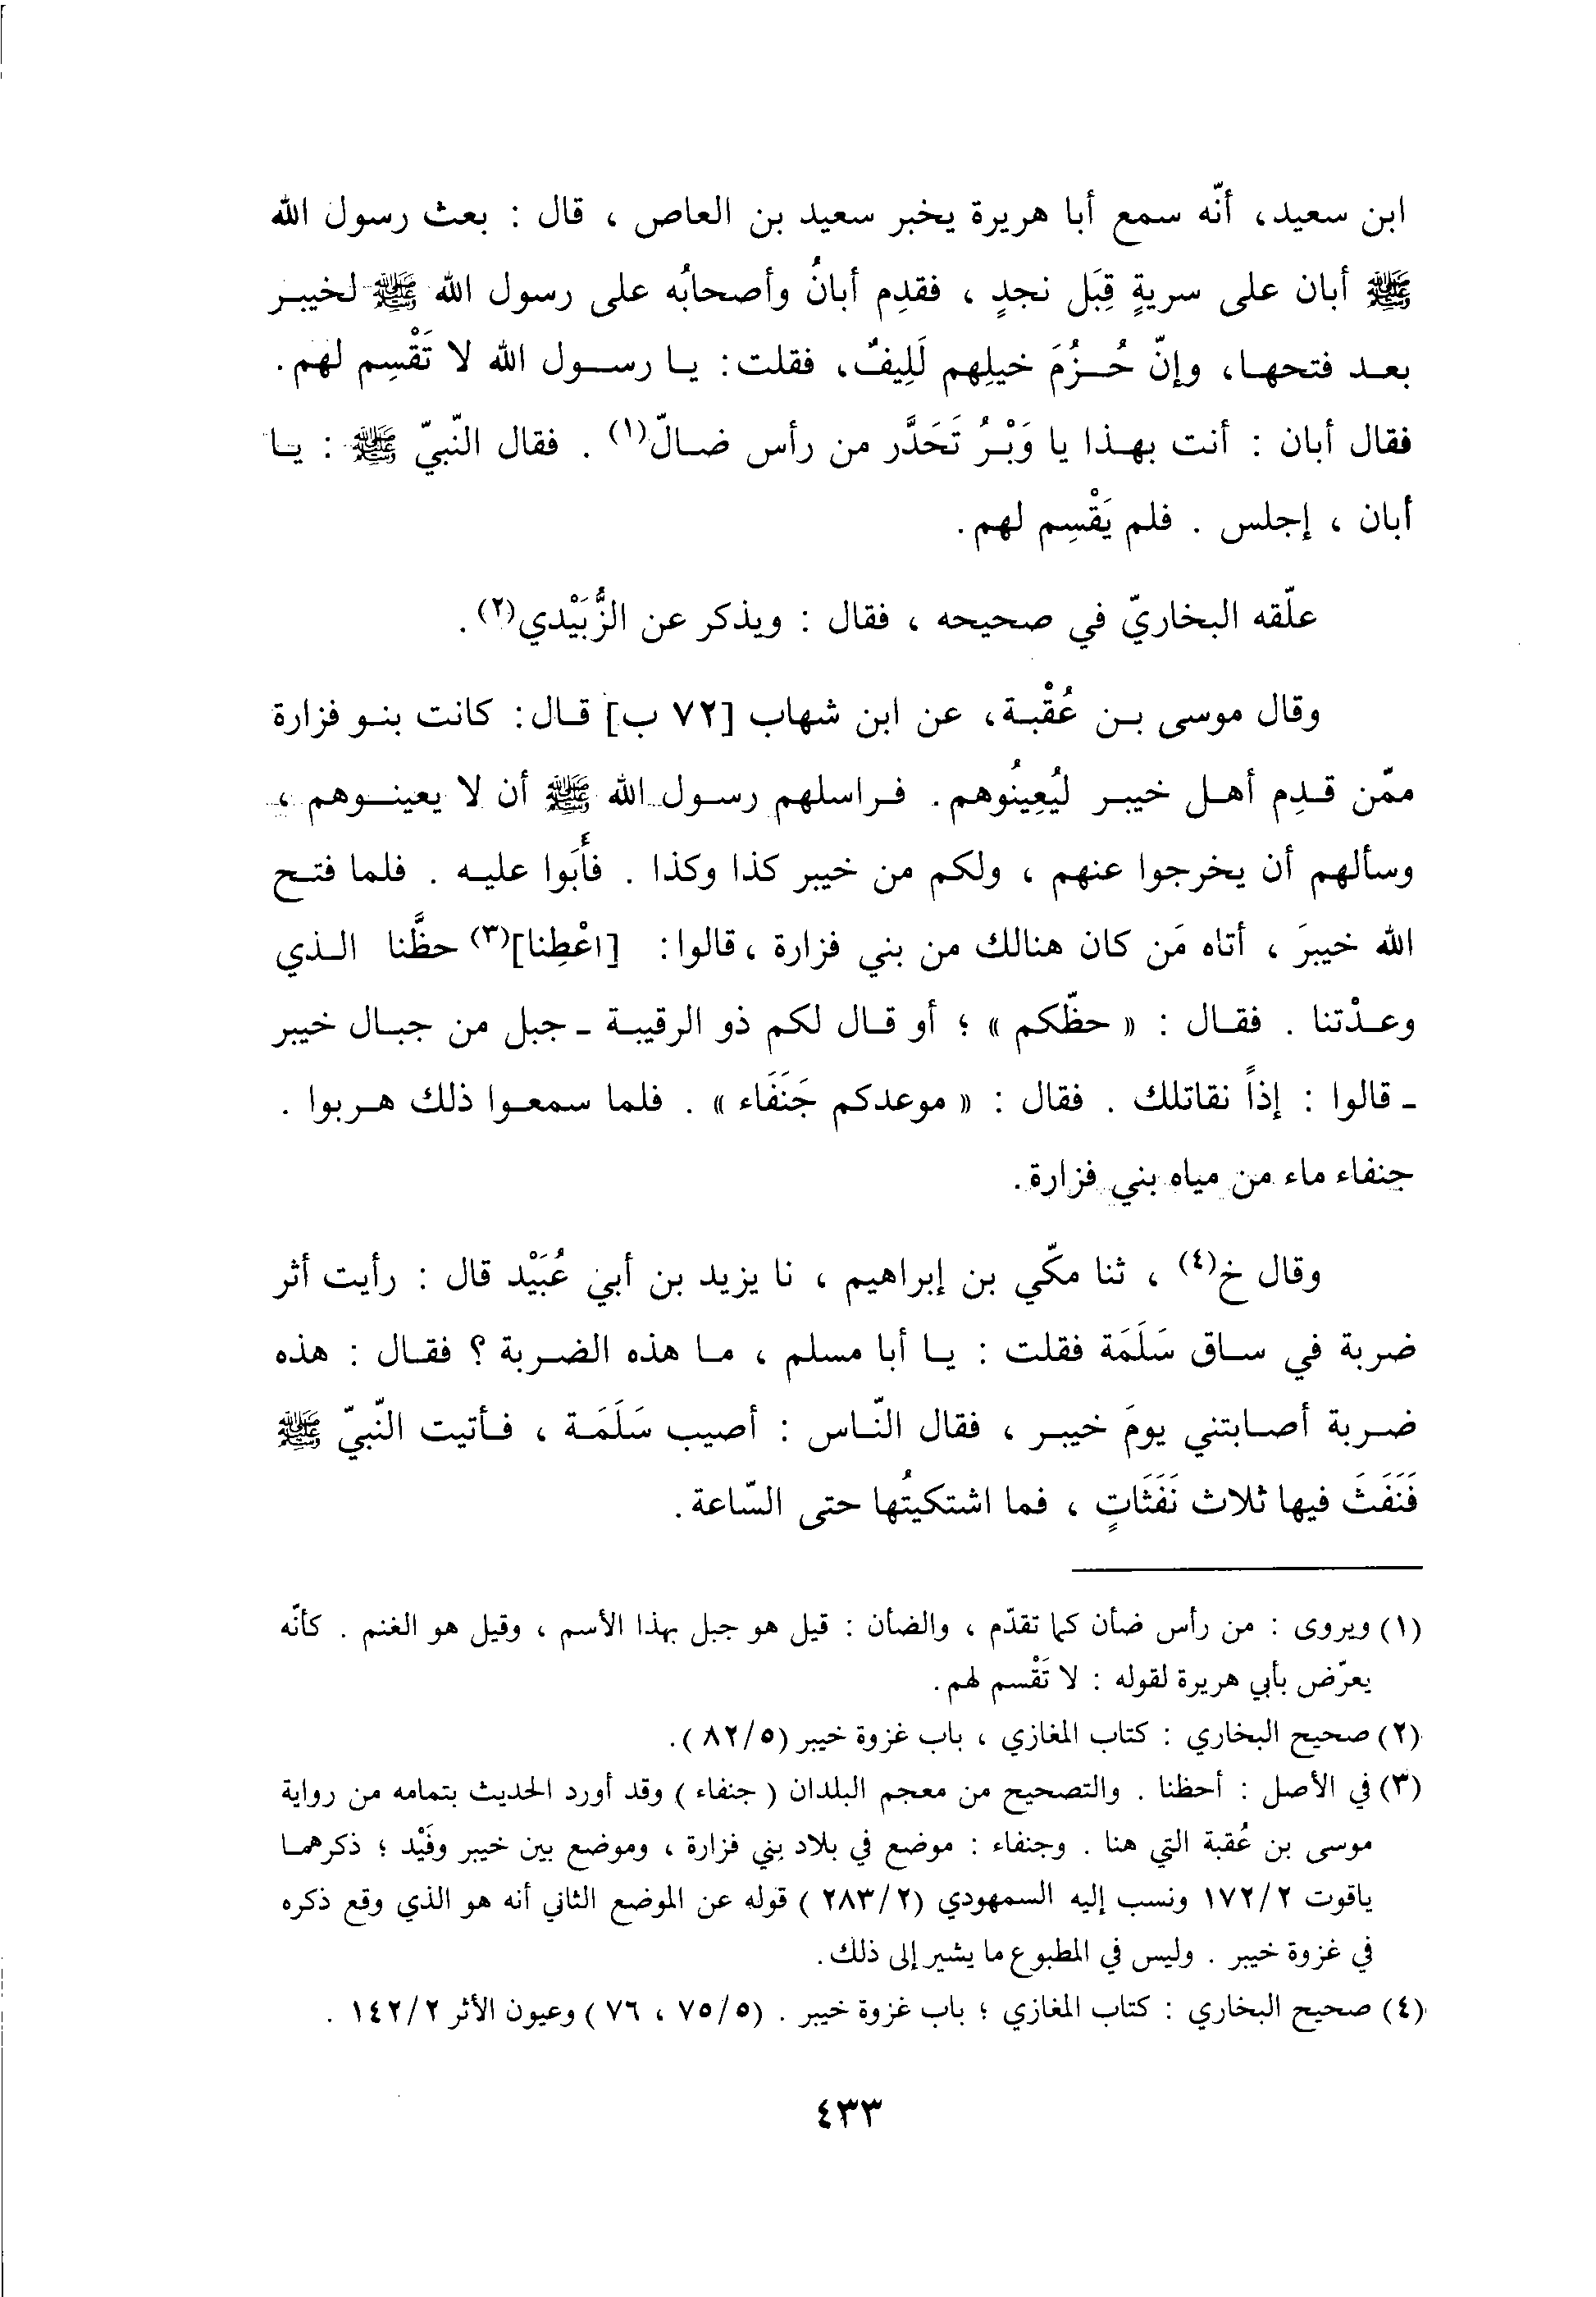 ابن سعيد، أنّه سمع أبا هريرة يخبر سعيد بن العاص ، قال : بعث رسول الله
ﷺ أبان على سريةٍ قِبَل نجدٍ ، فقدِم أبانُ وأصحابُه على رسول الله ﷺ لخيبر
بعد فتحها، وإنّ حُزُمَ خيلِهم لَلِيفٌ، فقلت: يا رسول الله لا تَقْسِم لهم.
فقال أبان : أنت بهذا يا وَبْرُ تَحَدَّر من رأس ضالّ(١) . فقال النّبيّ ﷺ : يا
أبان ، إجلس . فلم يَقْسِم لهم.
علّقه البخاريّ في صحيحه ، فقال : ويذكر عن الزُّبَيْدي(٢).
وقال موسى بن عُقْبة، عن ابن شهاب [٧٢ ب] قال: كانت بنو فزارة
ممّن قدِم أهل خيبر ليُعِينُوهم. فراسلهم رسول الله ﷺ أن لا يعينوهم ،
وسألهم أن يخرجوا عنهم ، ولكم من خيبر كذا وكذا . فأَبَوا عليه . فلما فتح
الله خيبرَ ، أتاه مَن كان هنالك من بني فزارة ، قالوا: [اعْطِنا](٣) حظَّنا الذي
وعدْتنا . فقال : « حظّكم » ؛ أو قال لكم ذو الرقيبة ـ جبل من جبال خيبر
ـ قالوا : إذاً نقاتلك . فقال : « موعدكم جَنَفَاء » . فلما سمعوا ذلك هربوا .
جنفاء ماء من مياه بني فزارة.
وقال خ(٤) ، ثنا مكّي بن إبراهيم ، نا يزيد بن أبي عُبَيْد قال : رأيت أثر
ضربة في ساق سَلَمَة فقلت : يا أبا مسلم ، ما هذه الضربة ؟ فقال : هذه
ضربة أصابتني يومَ خيبر ، فقال النّاس : أصيب سَلَمَة ، فأتيت النّبيّ ﷺ
فَنَفَثَ فيها ثلاث نَفَثَاتٍ ، فما اشتكيتُها حتى السّاعة.
(١) ويروى : من رأس ضأن كما تقدّم ، والضأن : قيل هو جبل بهذا الأسم ، وقيل هو الغنم . كأنّه
يعرّض بأبي هريرة لقوله : لا تَقْسم لهم.
(٢) صحيح البخاري : كتاب المغازي ، باب غزوة خيبر (٨٢/٥).
(٣) في الأصل : أحظنا . والتصحيح من معجم البلدان ( جنفاء ) وقد أورد الحديث بتمامه من رواية
موسى بن عُقبة التي هنا . وجنفاء : موضع في بلاد بني فزارة ، وموضع بين خيبر وفَيْد ؛ ذكرهما
ياقوت ١٧٢/٢ ونسب إليه السمهودي (٢٨٣/٢) قوله عن الموضع الثاني أنه هو الذي وقع ذكره
في غزوة خيبر . وليس في المطبوع ما يشير إلى ذلك.
(٤) صحيح البخاري : كتاب المغازي ؛ باب غزوة خيبر . (٧٥/٥ ، ٧٦ ) وعيون الأثر ١٤٢/٢ .
٤٣٣